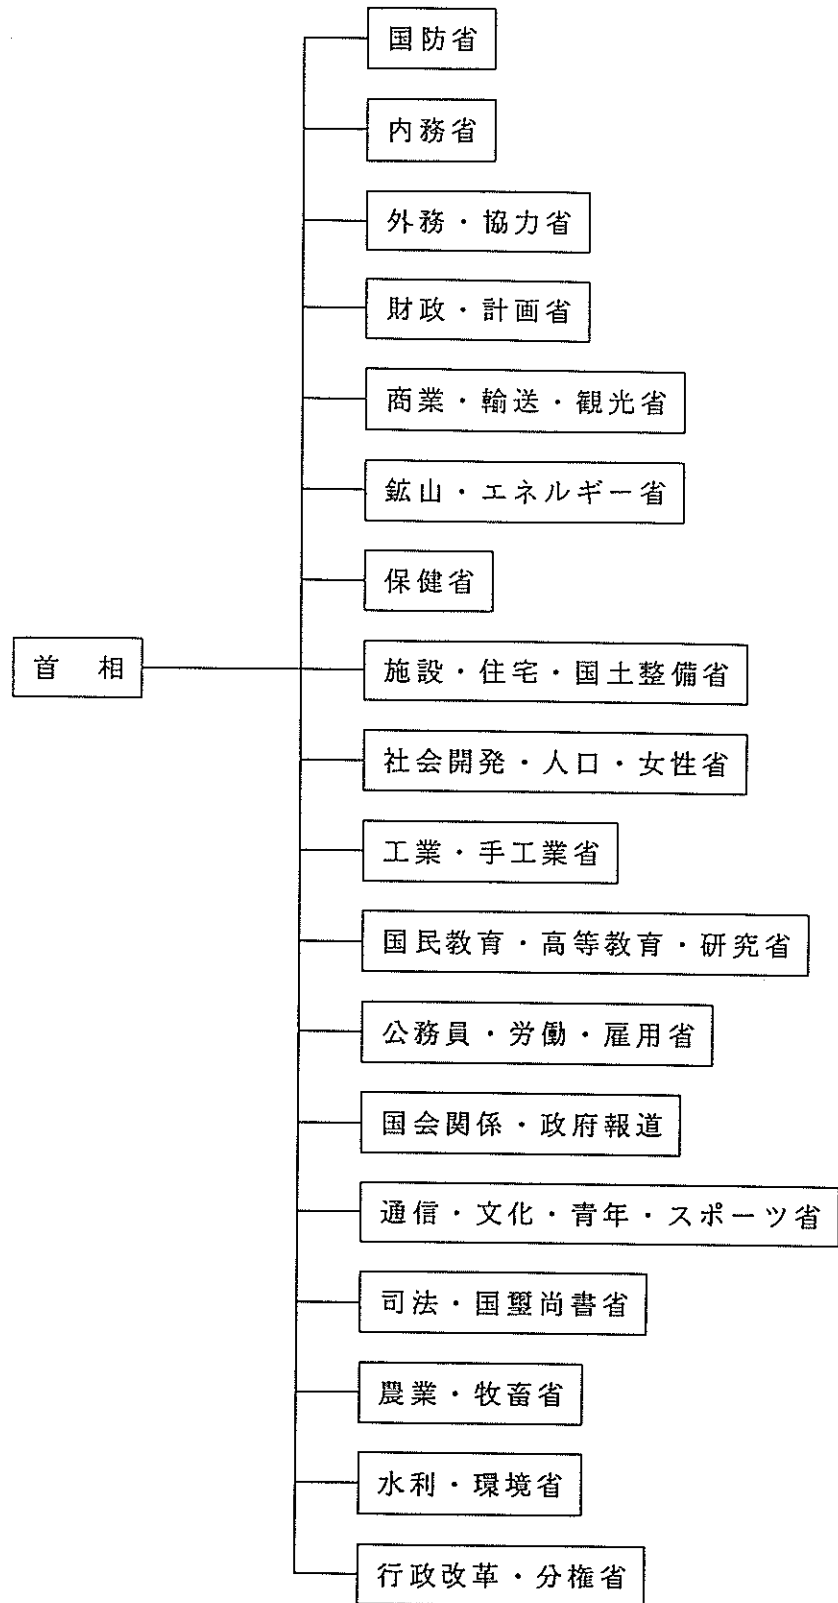 国防省
内務省
外務・協力省
財政・計画省
商業・輸送・観光省
鉱山・エネルギー省
保健省
首 相
施設・住宅・国土整備省
社会開発・人口・女性省
工業・手工業省
国民教育・高等教育・研究省
公務員・労働・雇用省
国会関係・政府報道
通信・文化・青年・スポーツ省
司法・国璽尚書省
農業・牧畜省
水利・環境省
行政改革・分権省